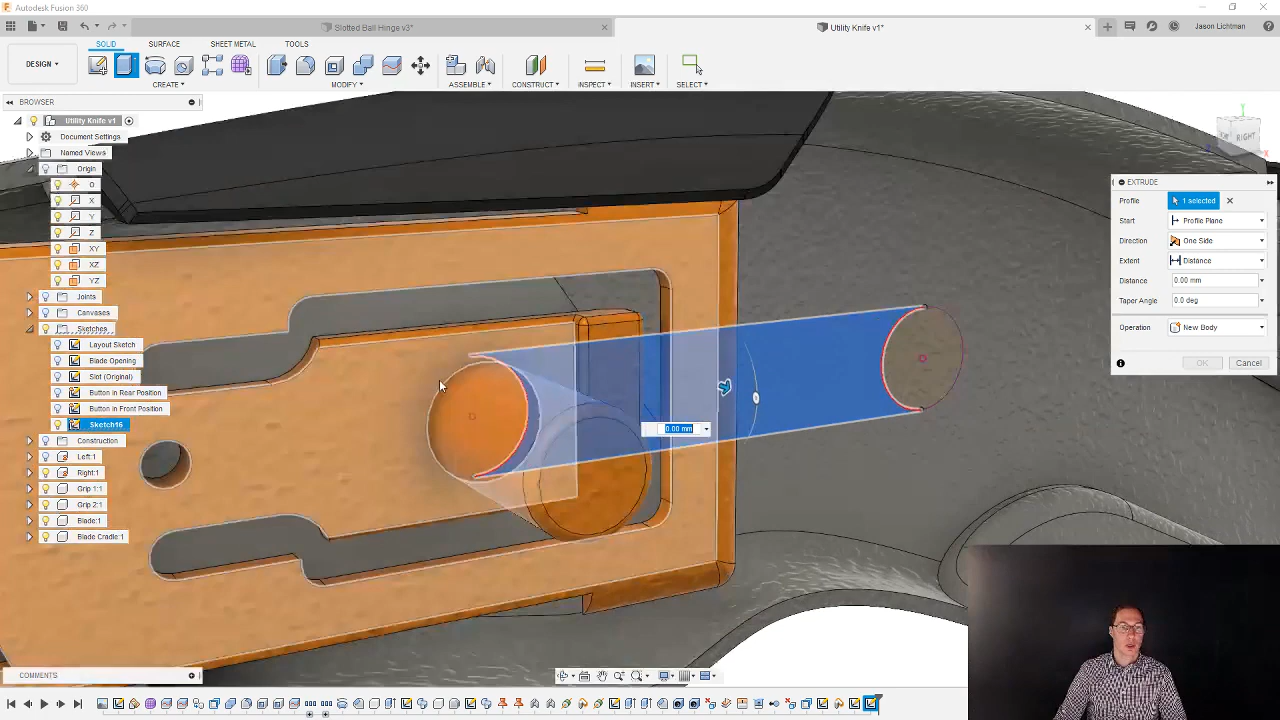 Autodesk Fusion 360
Slotted Ball Hinge v3*
Utility Knife v1*
Jason Lichtman
SOLID SURFACE SHEET METAL TOOLS
DESIGN
CREATE MODIFY ASSEMBLE CONSTRUCT INSPECT INSERT SELECT
BROWSER
Utility Knife v1
Document Settings
Named Views
Origin
O
X
Y
Z
XY
XZ
YZ
Joints
Canvases
Sketches
Layout Sketch
Blade Opening
Slot (Original)
Button in Rear Position
Button in Front Position
Sketch16
Construction
Left:1
Right:1
Grip 1:1
Grip 2:1
Blade:1
Blade Cradle:1
0.00 mm
0
RIGHT
EXTRUDE
Profile 1 selected
Start Profile Plane
Direction One Side
Extent Distance
Distance 0.00 mm
Taper Angle 0.0 deg
Operation New Body
OK Cancel
COMMENTS